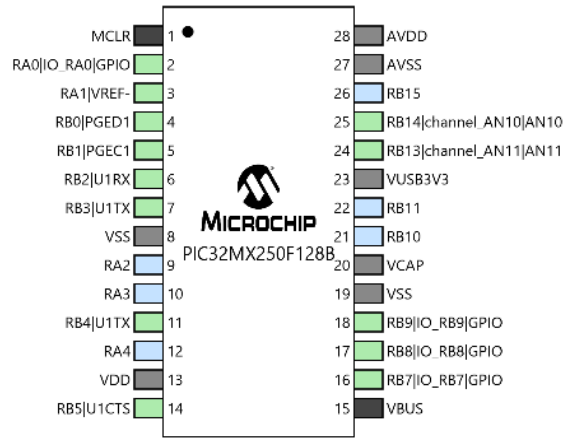 MCLR 1 28 AVDD
RA0|IO_RA0|GPIO 2 27 AVSS
RA1|VREF- 3 26 RB15
RB0|PGED1 4 25 RB14|channel_AN10|AN10
RB1|PGEC1 5 24 RB13|channel_AN11|AN11
RB2|U1RX 6 23 VUSB3V3
RB3|U1TX 7 22 RB11
MICROCHIP
VSS 8 21 RB10
PIC32MX250F128B
RA2 9 20 VCAP
RA3 10 19 VSS
RB4|U1TX 11 18 RB9|IO_RB9|GPIO
RA4 12 17 RB8|IO_RB8|GPIO
VDD 13 16 RB7|IO_RB7|GPIO
RB5|U1CTS 14 15 VBUS